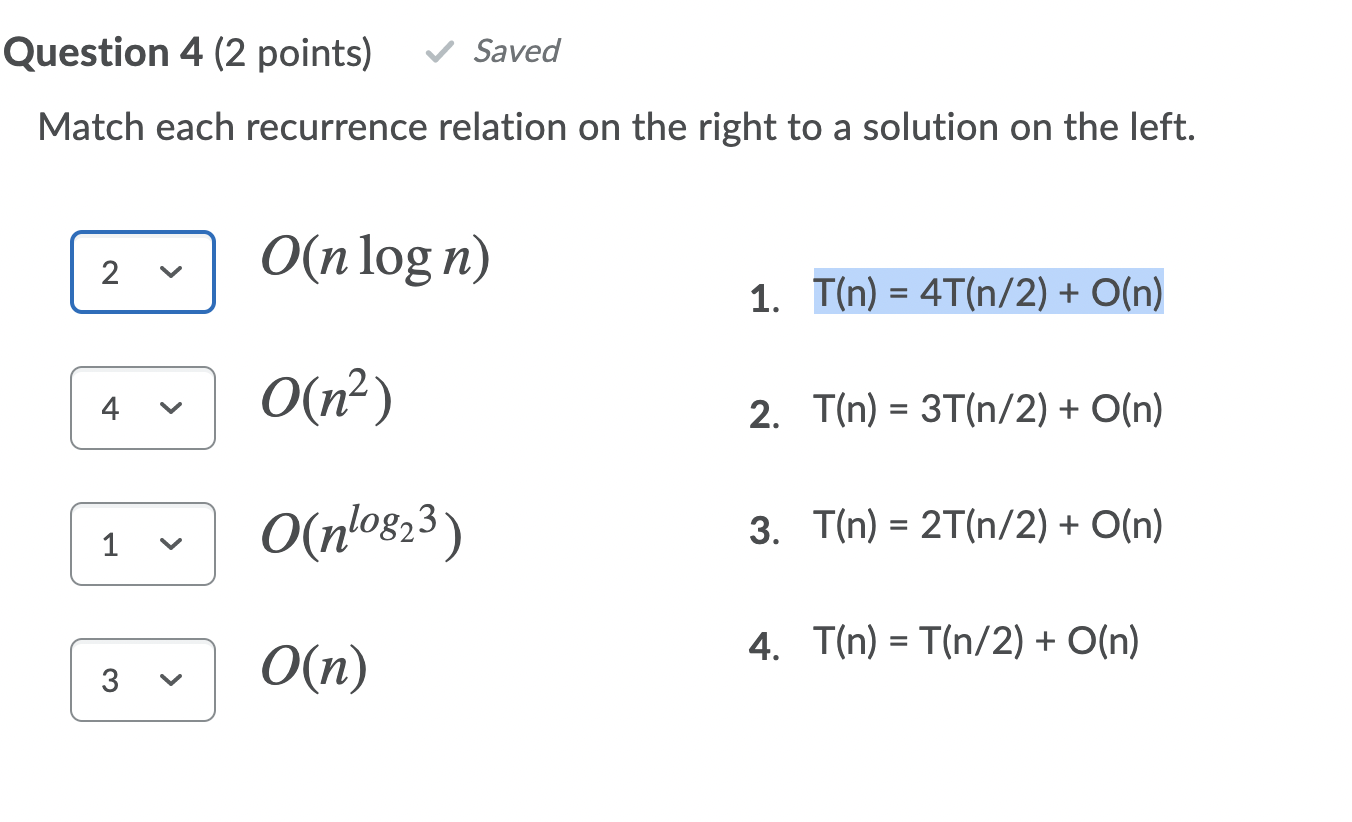 Question 4 (2 points) Saved
Match each recurrence relation on the right to a solution on the left.
2 O(n log n)
4 O(n²)
1 O(n^{log₂3})
3 O(n)
1. T(n) = 4T(n/2) + O(n)
2. T(n) = 3T(n/2) + O(n)
3. T(n) = 2T(n/2) + O(n)
4. T(n) = T(n/2) + O(n)